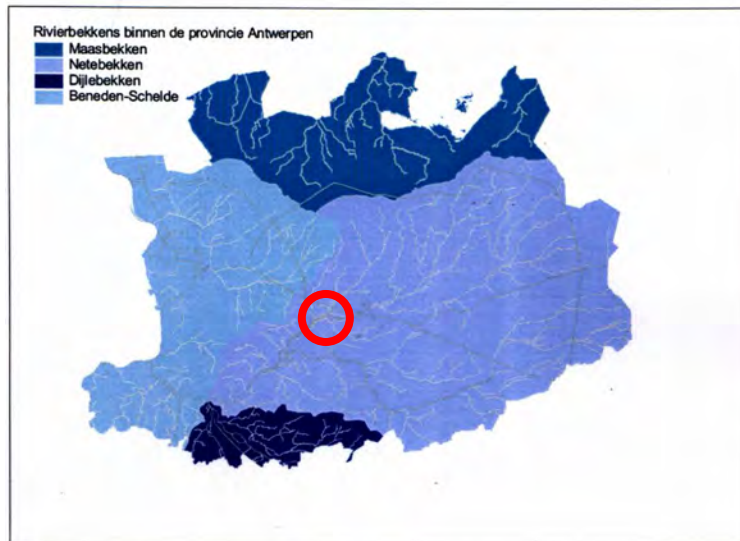 Rivierbekkens binnen de provincie Antwerpen
Maasbekken
Netebekken
Dijlebekken
Beneden-Schelde